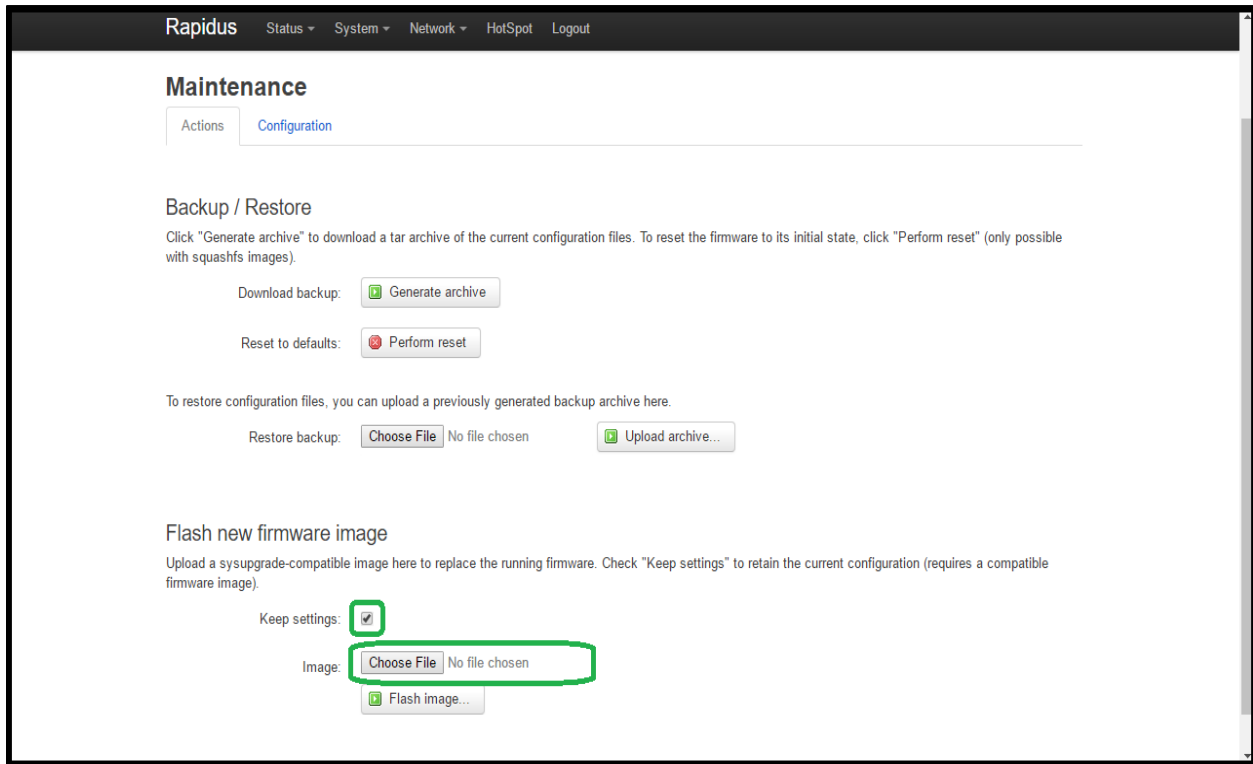 Rapidus Status System Network HotSpot Logout
Maintenance
Actions Configuration
Backup / Restore
Click "Generate archive" to download a tar archive of the current configuration files. To reset the firmware to its initial state, click "Perform reset" (only possible
with squashfs images).
Download backup: Generate archive
Reset to defaults: Perform reset
To restore configuration files, you can upload a previously generated backup archive here.
Restore backup: Choose File No file chosen Upload archive...
Flash new firmware image
Upload a sysupgrade-compatible image here to replace the running firmware. Check "Keep settings" to retain the current configuration (requires a compatible
firmware image).
Keep settings:
Image: Choose File No file chosen
Flash image...